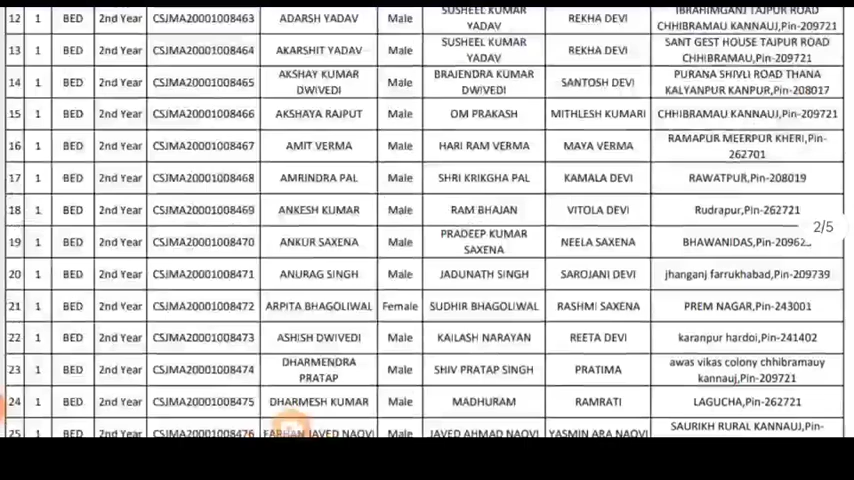 12 1 BED 2nd Year CSJMA20001008463 ADARSH YADAV Male SUSHEEL KUMAR YADAV REKHA DEVI IBRAHIMGANJ TAJPUR ROAD CHHIBRAMAU KANNAUJ,Pin-209721
13 1 BED 2nd Year CSJMA20001008464 AKARSHIT YADAV Male SUSHEEL KUMAR YADAV REKHA DEVI SANT GEST HOUSE TAJPUR ROAD CHHIBRAMAU,Pin-209721
14 1 BED 2nd Year CSJMA20001008465 AKSHAY KUMAR DWIVEDI Male BRAJENDRA KUMAR DWIVEDI SANTOSH DEVI PURANA SHIVLI ROAD THANA KALYANPUR KANPUR,Pin-208017
15 1 BED 2nd Year CSJMA20001008466 AKSHAYA RAJPUT Male OM PRAKASH MITHLESH KUMARI CHHIBRAMAU KANNAUJ,Pin-209721
16 1 BED 2nd Year CSJMA20001008467 AMIT VERMA Male HARI RAM VERMA MAYA VERMA RAMAPUR MEERPUR KHERI,Pin-262701
17 1 BED 2nd Year CSJMA20001008468 AMRINDRA PAL Male SHRI KRIKGHA PAL KAMALA DEVI RAWATPUR,Pin-208019
18 1 BED 2nd Year CSJMA20001008469 ANKESH KUMAR Male RAM BHAJAN VITOLA DEVI Rudrapur,Pin-262721
19 1 BED 2nd Year CSJMA20001008470 ANKUR SAXENA Male PRADEEP KUMAR SAXENA NEELA SAXENA BHAWANIDAS,Pin-20962
2/5
20 1 BED 2nd Year CSJMA20001008471 ANURAG SINGH Male JADUNATH SINGH SAROJANI DEVI jhanganj farrukhabad,Pin-209739
21 1 BED 2nd Year CSJMA20001008472 ARPITA BHAGOLIWAL Female SUDHIR BHAGOLIWAL RASHMI SAXENA PREM NAGAR,Pin-243001
22 1 BED 2nd Year CSJMA20001008473 ASHISH DWIVEDI Male KAILASH NARAYAN REETA DEVI karanpur hardoi,Pin-241402
23 1 BED 2nd Year CSJMA20001008474 DHARMENDRA PRATAP Male SHIV PRATAP SINGH PRATIMA awas vikas colony chhibramauy kannauj,Pin-209721
24 1 BED 2nd Year CSJMA20001008475 DHARMESH KUMAR Male MADHURAM RAMRATI LAGUCHA,Pin-262721
25 1 BED 2nd Year CSJMA20001008476 FARHAN JAVED NAQVI Male JAVED AHMAD NAQVI YASMIN ARA NAQVI SAURIKH RURAL KANNAUJ,Pin-